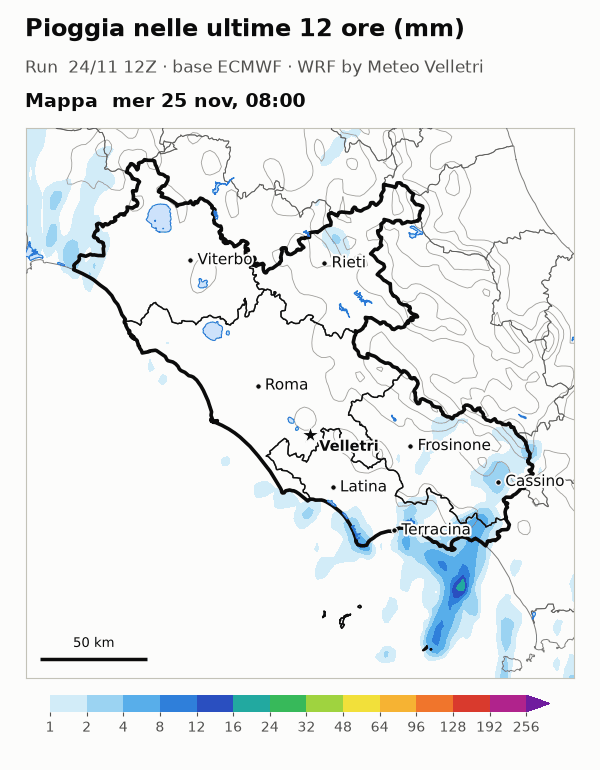 Pioggia nelle ultime 12 ore (mm)
Run  24/11 12Z · base ECMWF · WRF by Meteo Velletri
Mappa  mer 25 nov, 08:00
Viterbo
Rieti
Roma
Velletri
Frosinone
Latina
Cassino
Terracina
50 km
1 2 4 8 12 16 24 32 48 64 96 128 192 256